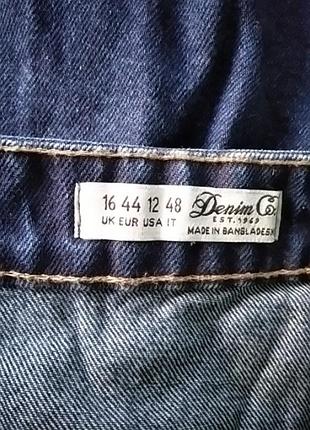 16 44 12 48
UK EUR USA IT
Denim Co.
EST. 1969
MADE IN BANGLADESH